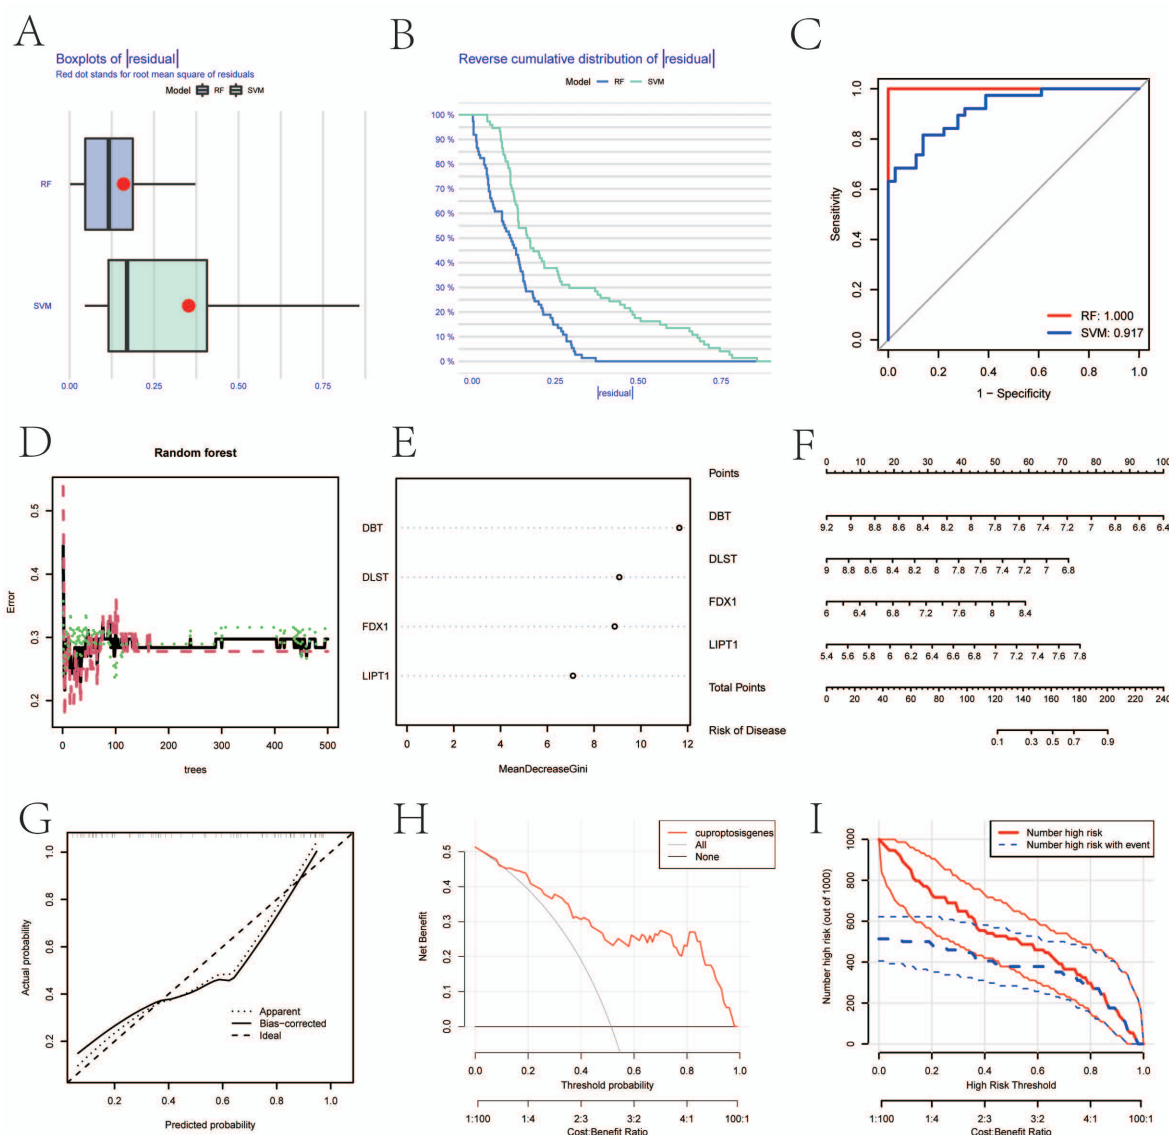 A
Boxplots of |residual|
Red dot stands for root mean square of residuals
Model RF SVM
RF
SVM
0.00 0.25 0.50 0.75
B
Reverse cumulative distribution of |residual|
Model RF SVM
100 %
90 %
80 %
70 %
60 %
50 %
40 %
30 %
20 %
10 %
0 %
0.00 0.25 0.50 0.75
|residual|
C
Sensitivity
1.0
0.8
0.6
0.4
0.2
0.0
RF: 1.000
SVM: 0.917
0.0 0.2 0.4 0.6 0.8 1.0
1 − Specificity
D
Random forest
Error
0.5
0.4
0.3
0.2
0 100 200 300 400 500
trees
E
DBT
DLST
FDX1
LIPT1
0 2 4 6 8 10 12
MeanDecreaseGini
F
Points
0 10 20 30 40 50 60 70 80 90 100
DBT
9.2 9 8.8 8.6 8.4 8.2 8 7.8 7.6 7.4 7.2 7 6.8 6.6 6.4
DLST
9 8.8 8.6 8.4 8.2 8 7.8 7.6 7.4 7.2 7 6.8
FDX1
6 6.4 6.8 7.2 7.6 8 8.4
LIPT1
5.4 5.6 5.8 6 6.2 6.4 6.6 6.8 7 7.2 7.4 7.6 7.8
Total Points
0 20 40 60 80 100 120 140 160 180 200 220 240
Risk of Disease
0.1 0.3 0.5 0.7 0.9
G
Actual probability
1.0
0.8
0.6
0.4
0.2
Apparent
Bias−corrected
Ideal
0.2 0.4 0.6 0.8 1.0
Predicted probability
H
cuproptosisgenes
All
None
Net Benefit
0.5
0.4
0.3
0.2
0.1
0.0
0.0 0.2 0.4 0.6 0.8 1.0
Threshold probability
1:100 1:4 2:3 3:2 4:1 100:1
Cost:Benefit Ratio
I
Number high risk
Number high risk with event
Number high risk (out of 1000)
1000
800
600
400
200
0
0.0 0.2 0.4 0.6 0.8 1.0
High Risk Threshold
1:100 1:4 2:3 3:2 4:1 100:1
Cost:Benefit Ratio